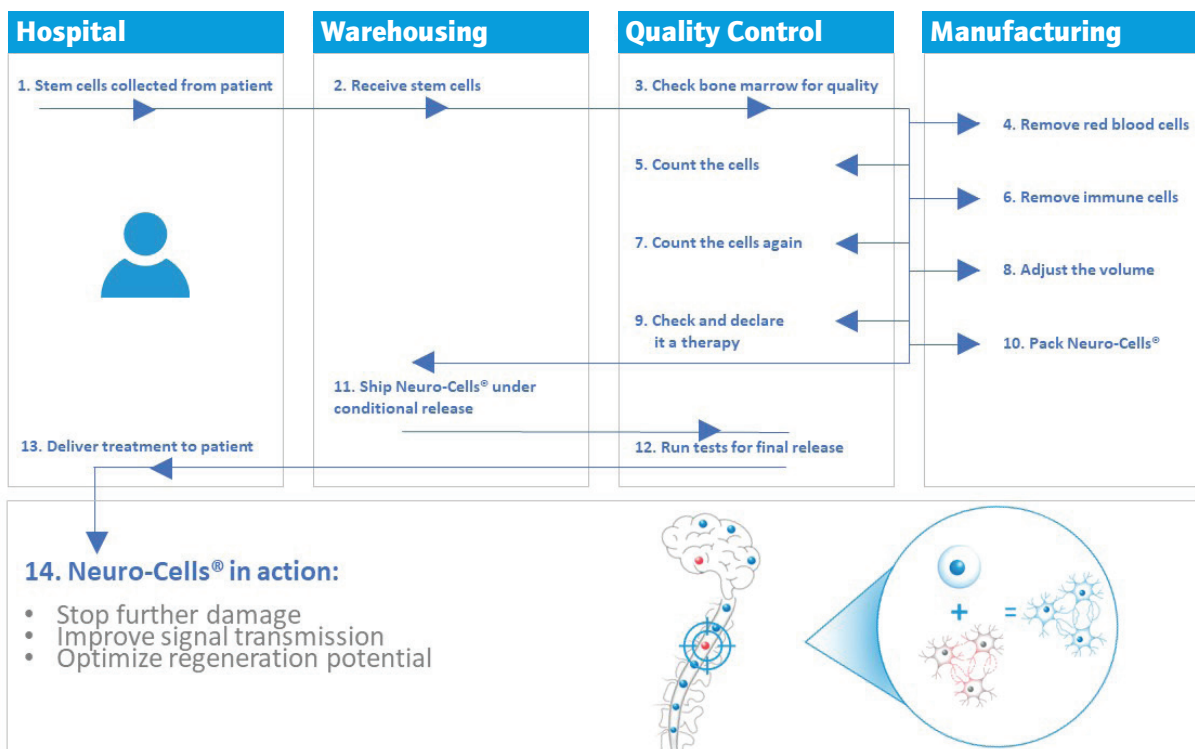 Hospital
Warehousing
Quality Control
Manufacturing
1. Stem cells collected from patient
2. Receive stem cells
3. Check bone marrow for quality
4. Remove red blood cells
5. Count the cells
6. Remove immune cells
7. Count the cells again
8. Adjust the volume
9. Check and declare
it a therapy
10. Pack Neuro-Cells®
11. Ship Neuro-Cells® under
conditional release
12. Run tests for final release
13. Deliver treatment to patient
14. Neuro-Cells® in action:
• Stop further damage
• Improve signal transmission
• Optimize regeneration potential
+ =